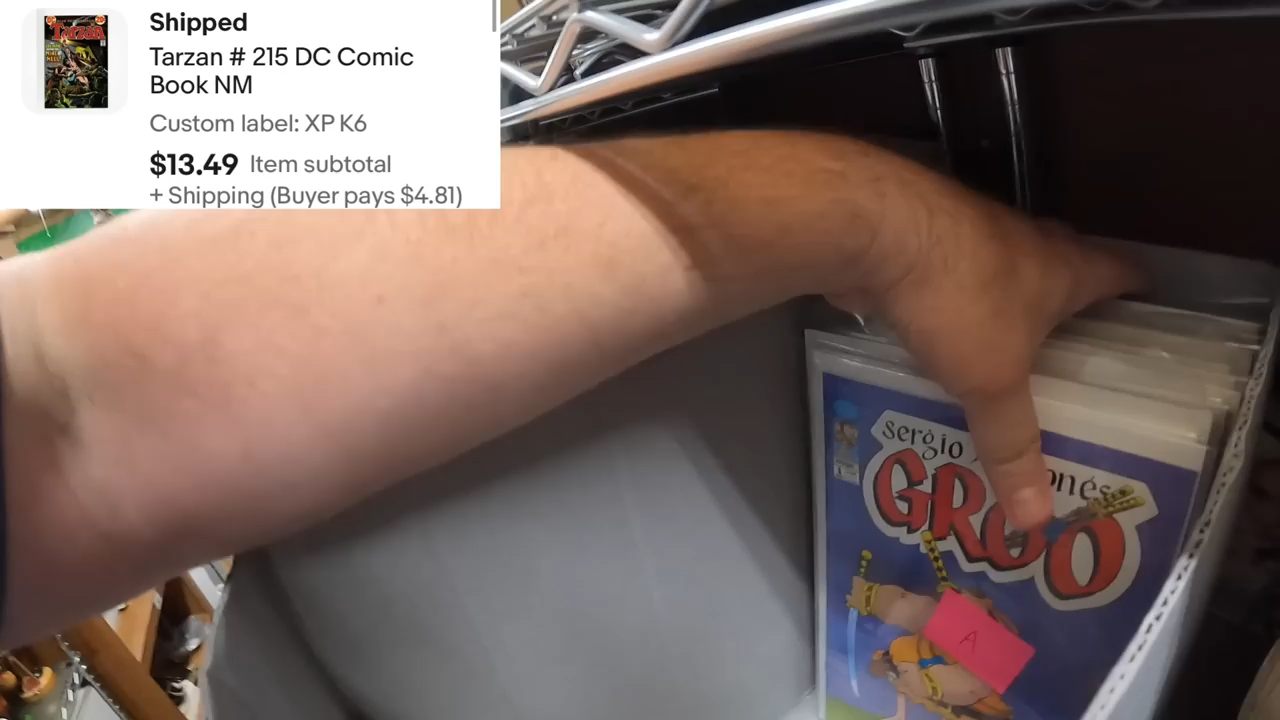 Shipped
Tarzan # 215 DC Comic
Book NM
Custom label: XP K6
$13.49 Item subtotal
+ Shipping (Buyer pays $4.81)
Tarzan
sergio
GROO
A